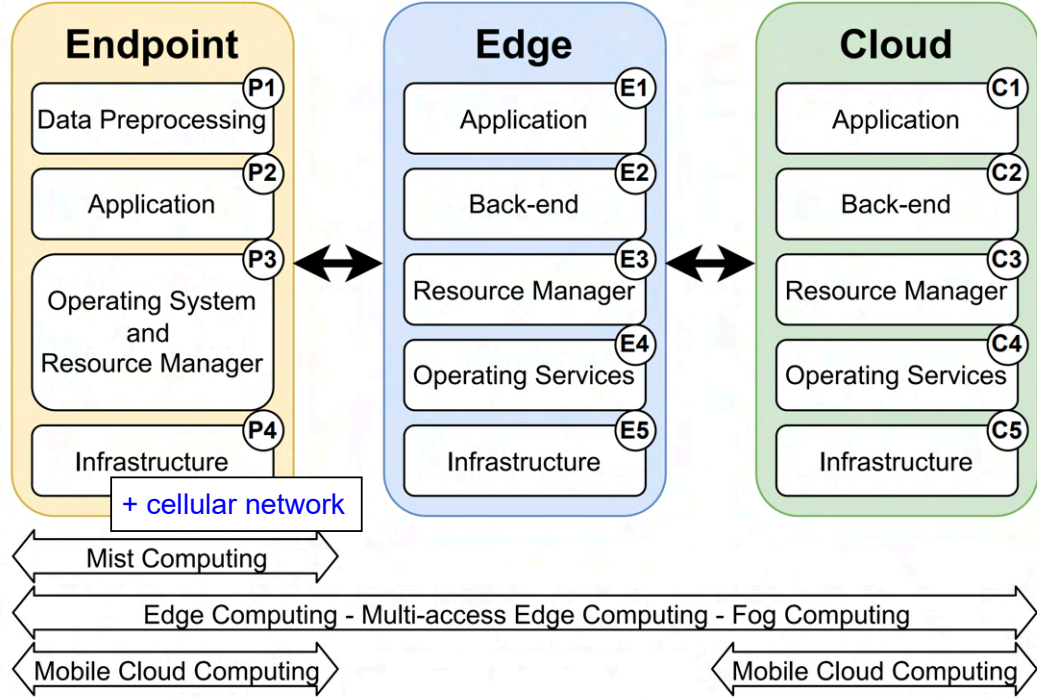 Endpoint
P1
Data Preprocessing
P2
Application
P3
Operating System
and
Resource Manager
P4
Infrastructure
+ cellular network
Edge
E1
Application
E2
Back-end
E3
Resource Manager
E4
Operating Services
E5
Infrastructure
Cloud
C1
Application
C2
Back-end
C3
Resource Manager
C4
Operating Services
C5
Infrastructure
Mist Computing
Edge Computing - Multi-access Edge Computing - Fog Computing
Mobile Cloud Computing
Mobile Cloud Computing